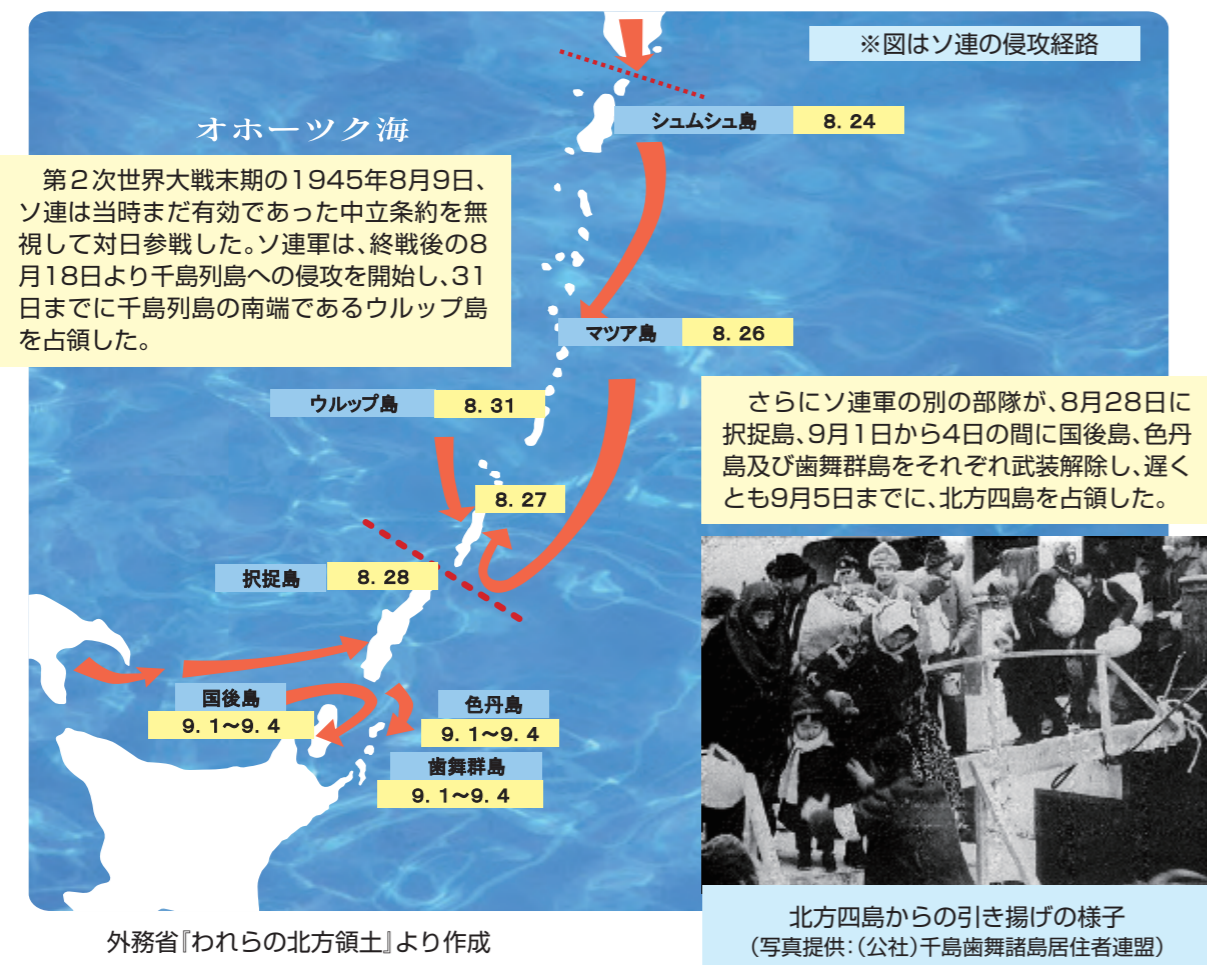 ※図はソ連の侵攻経路
オホーツク海
シュムシュ島 8. 24
第２次世界大戦末期の1945年8月9日、
ソ連は当時まだ有効であった中立条約を無
視して対日参戦した。ソ連軍は、終戦後の8
月18日より千島列島への侵攻を開始し、31
日までに千島列島の南端であるウルップ島
を占領した。
マツア島 8. 26
ウルップ島 8. 31
さらにソ連軍の別の部隊が、8月28日に
択捉島、9月1日から4日の間に国後島、色丹
島及び歯舞群島をそれぞれ武装解除し、遅く
とも9月5日までに、北方四島を占領した。
8. 27
択捉島 8. 28
国後島
9. 1〜9. 4
色丹島
9. 1〜9. 4
歯舞群島
9. 1〜9. 4
外務省『われらの北方領土』より作成
北方四島からの引き揚げの様子
（写真提供：（公社）千島歯舞諸島居住者連盟）